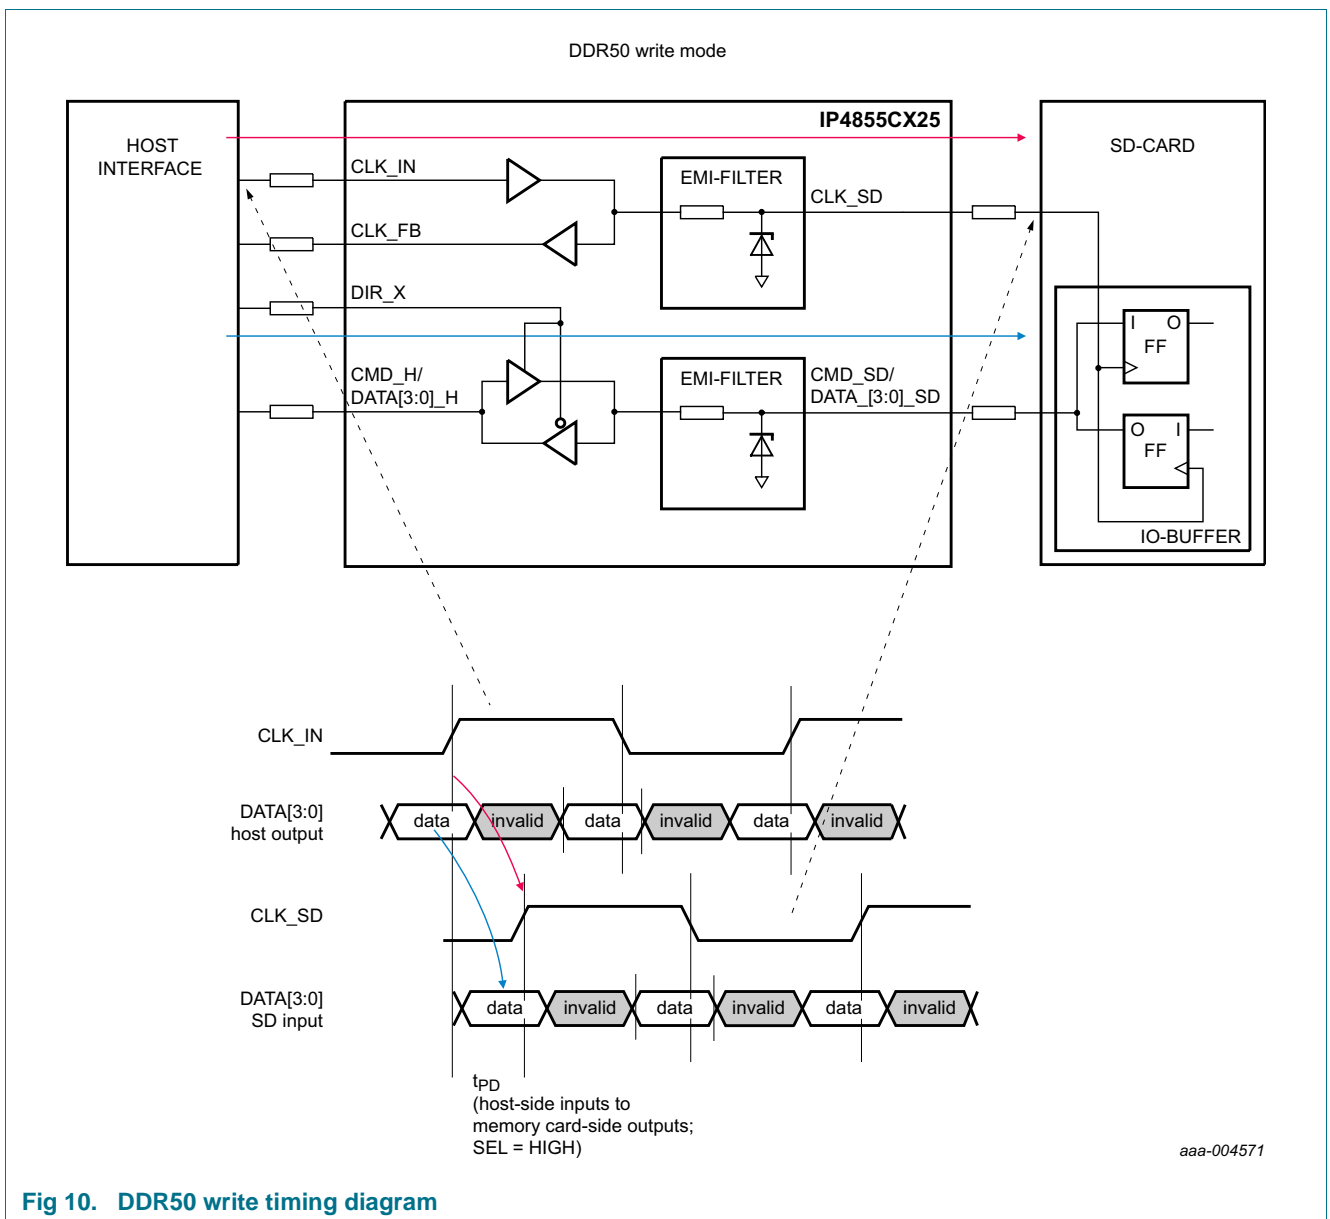 DDR50 write mode
IP4855CX25
HOST
INTERFACE
SD-CARD
CLK_IN
EMI-FILTER
CLK_SD
CLK_FB
DIR_X
I O
FF
CMD_H/
DATA[3:0]_H
EMI-FILTER
CMD_SD/
DATA_[3:0]_SD
O I
FF
IO-BUFFER
CLK_IN
DATA[3:0]
host output
data invalid data invalid data invalid
CLK_SD
DATA[3:0]
SD input
data invalid data invalid data invalid
tPD
(host-side inputs to
memory card-side outputs;
SEL = HIGH)
aaa-004571
Fig 10. DDR50 write timing diagram